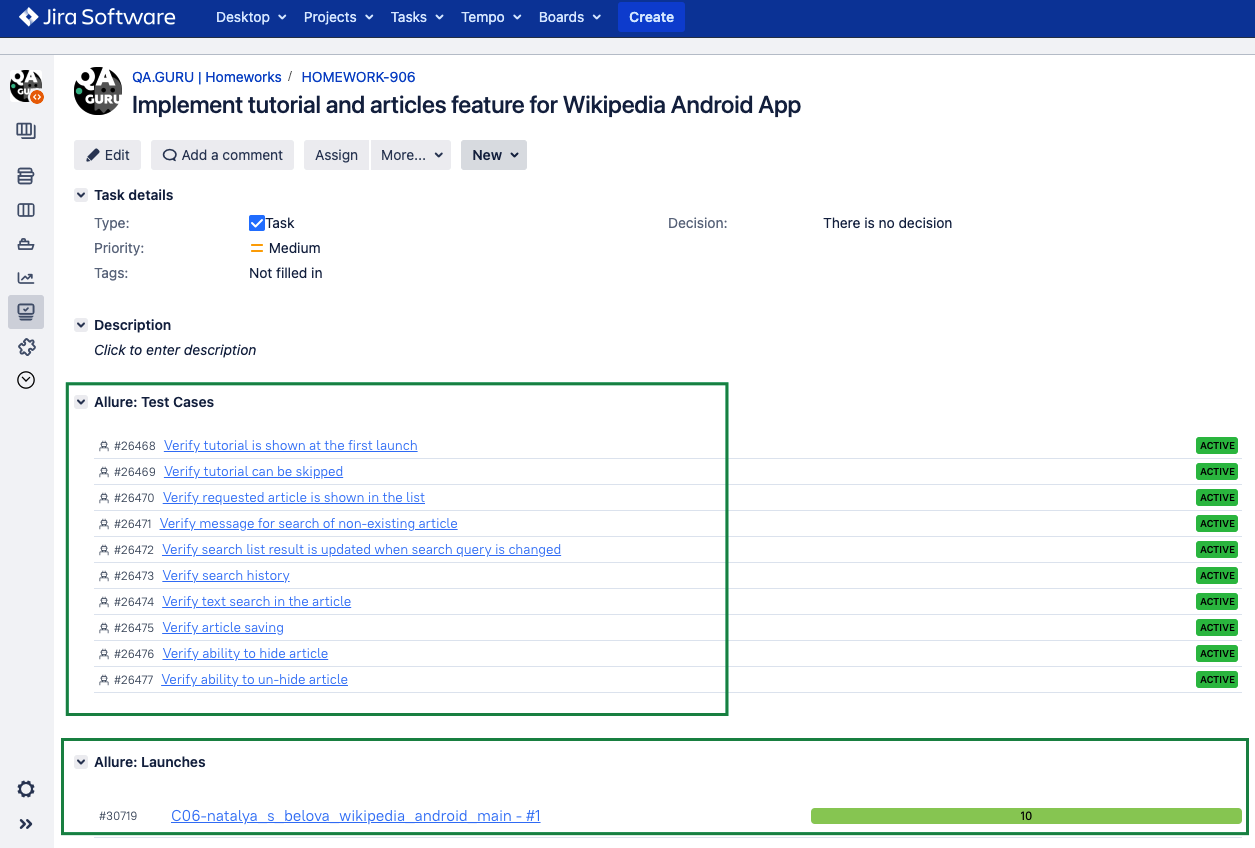 Jira Software Desktop Projects Tasks Tempo Boards Create
QA GURU
QA GURU
QA.GURU | Homeworks / HOMEWORK-906
Implement tutorial and articles feature for Wikipedia Android App
Edit Add a comment Assign More... New
Task details
Type: Task Decision: There is no decision
Priority: Medium
Tags: Not filled in
Description
Click to enter description
Allure: Test Cases
#26468 Verify tutorial is shown at the first launch ACTIVE
#26469 Verify tutorial can be skipped ACTIVE
#26470 Verify requested article is shown in the list ACTIVE
#26471 Verify message for search of non-existing article ACTIVE
#26472 Verify search list result is updated when search query is changed ACTIVE
#26473 Verify search history ACTIVE
#26474 Verify text search in the article ACTIVE
#26475 Verify article saving ACTIVE
#26476 Verify ability to hide article ACTIVE
#26477 Verify ability to un-hide article ACTIVE
Allure: Launches
#30719 C06-natalya_s_belova_wikipedia_android_main - #1 10